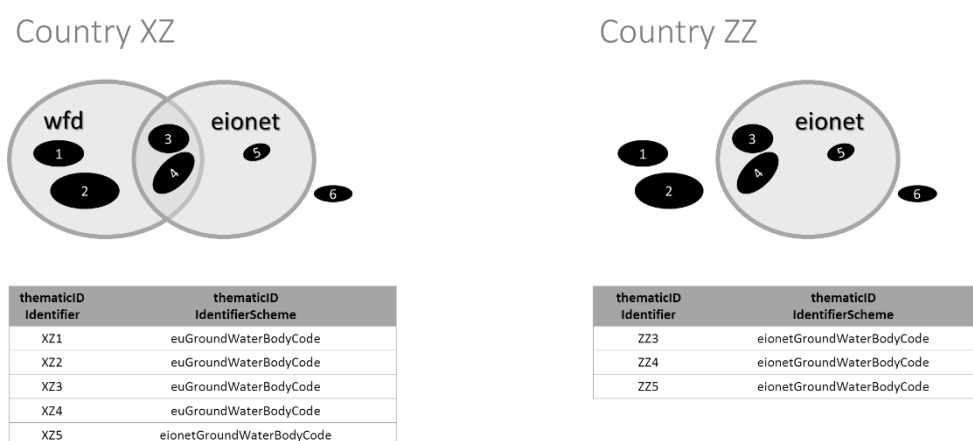 Country XZ
wfd
eionet
1
2
3
4
5
6
thematicID
Identifier
thematicID
IdentifierScheme
XZ1 euGroundWaterBodyCode
XZ2 euGroundWaterBodyCode
XZ3 euGroundWaterBodyCode
XZ4 euGroundWaterBodyCode
XZ5 eionetGroundWaterBodyCode
Country ZZ
eionet
1
2
3
4
5
6
thematicID
Identifier
thematicID
IdentifierScheme
ZZ3 eionetGroundWaterBodyCode
ZZ4 eionetGroundWaterBodyCode
ZZ5 eionetGroundWaterBodyCode